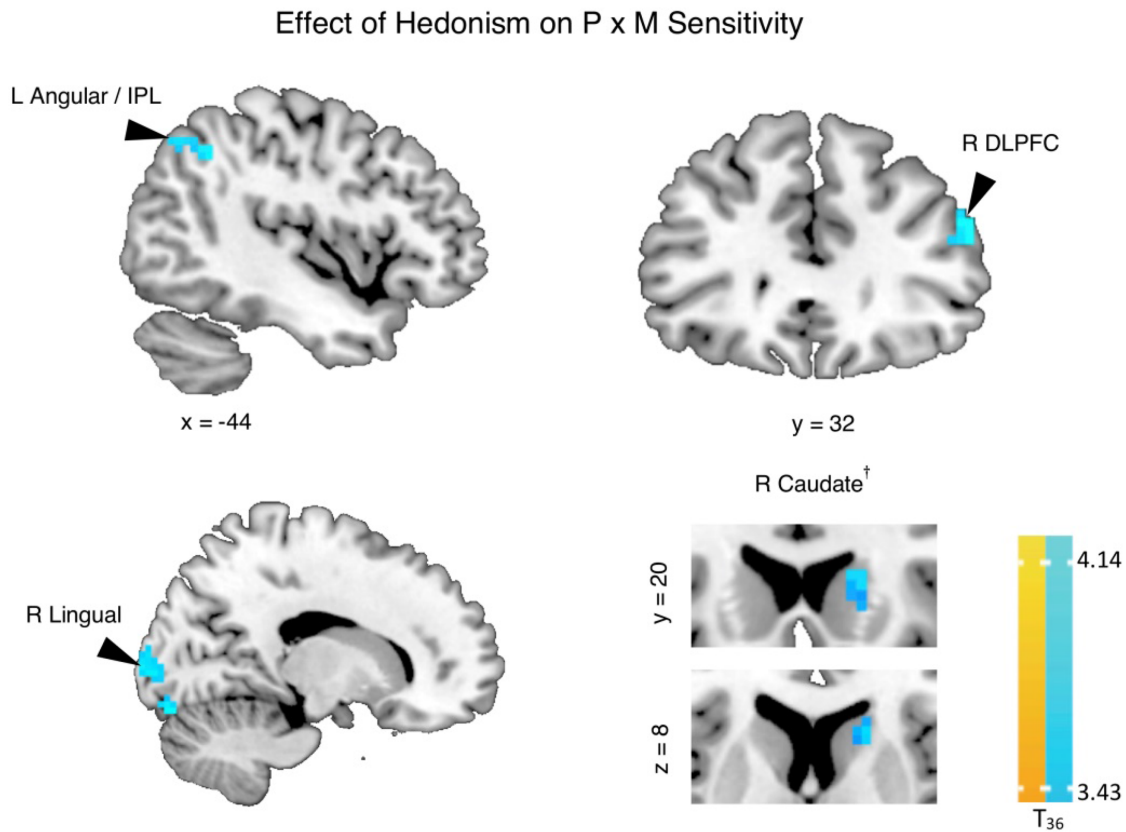 Effect of Hedonism on P x M Sensitivity
L Angular / IPL
R DLPFC
x = -44
y = 32
R Caudate†
R Lingual
y = 20
z = 8
4.14
3.43
T36